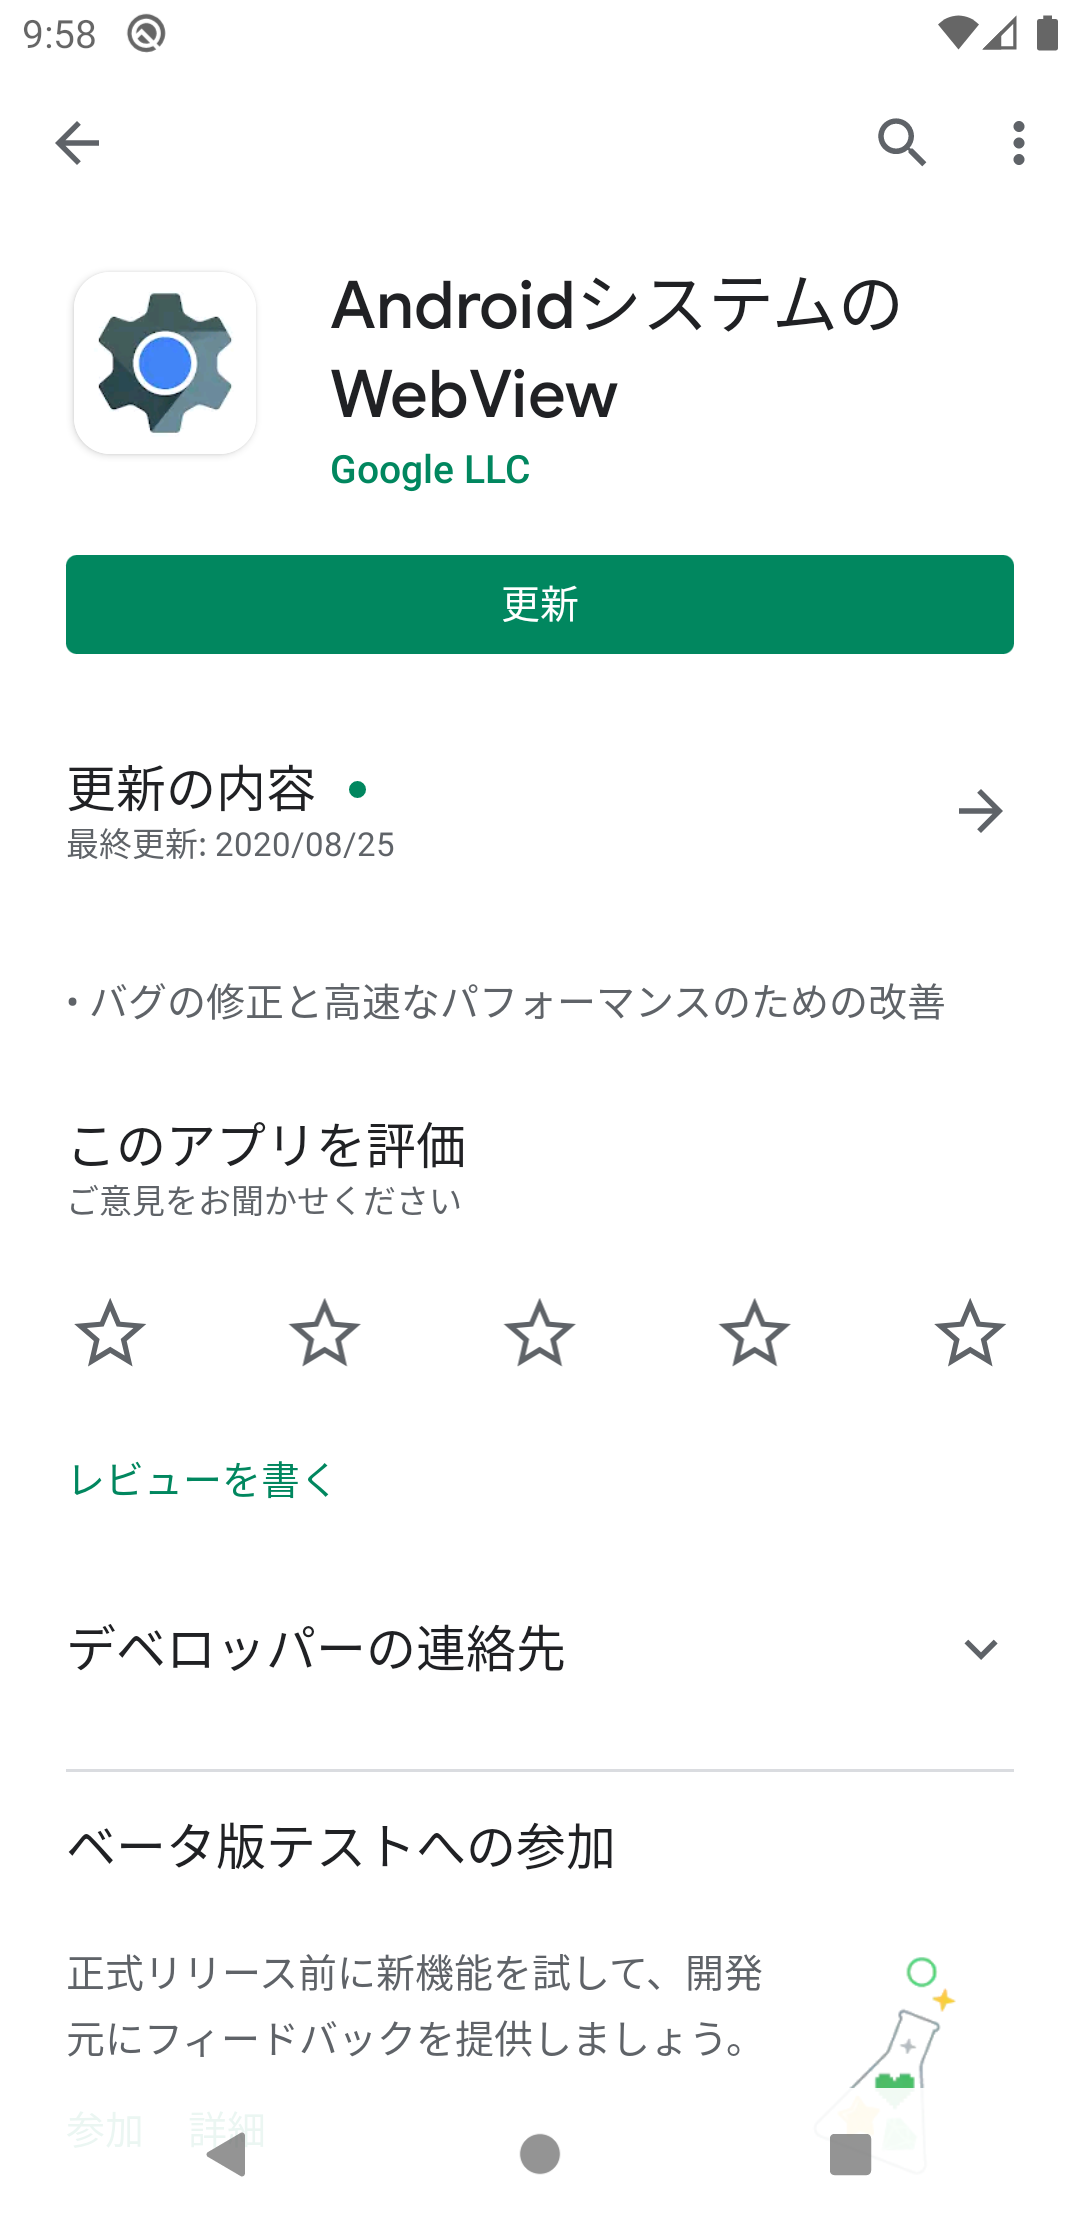 9:58
Androidシステムの
WebView
Google LLC
更新
更新の内容
最終更新: 2020/08/25
• バグの修正と高速なパフォーマンスのための改善
このアプリを評価
ご意見をお聞かせください
レビューを書く
デベロッパーの連絡先
ベータ版テストへの参加
正式リリース前に新機能を試して、開発
元にフィードバックを提供しましょう。
参加 詳細